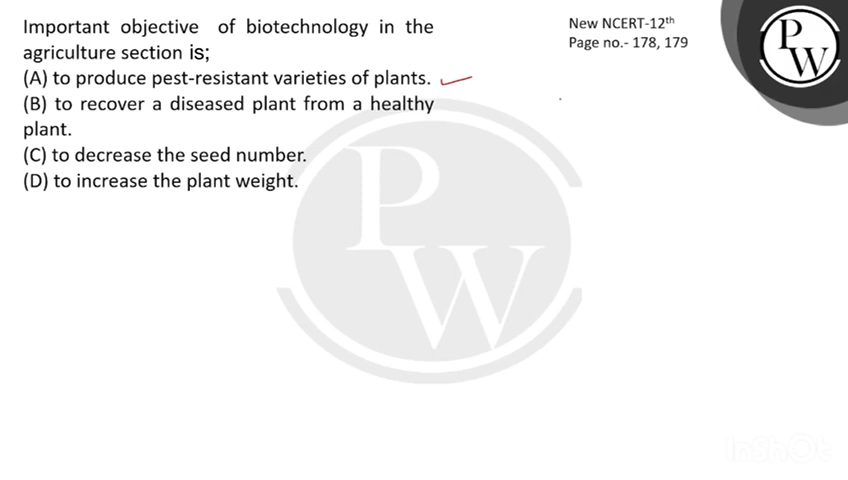 Important objective of biotechnology in the
agriculture section is;
(A) to produce pest-resistant varieties of plants.
(B) to recover a diseased plant from a healthy
plant.
(C) to decrease the seed number.
(D) to increase the plant weight.
New NCERT-12th
Page no.- 178, 179
P
W
P
W
InShOt